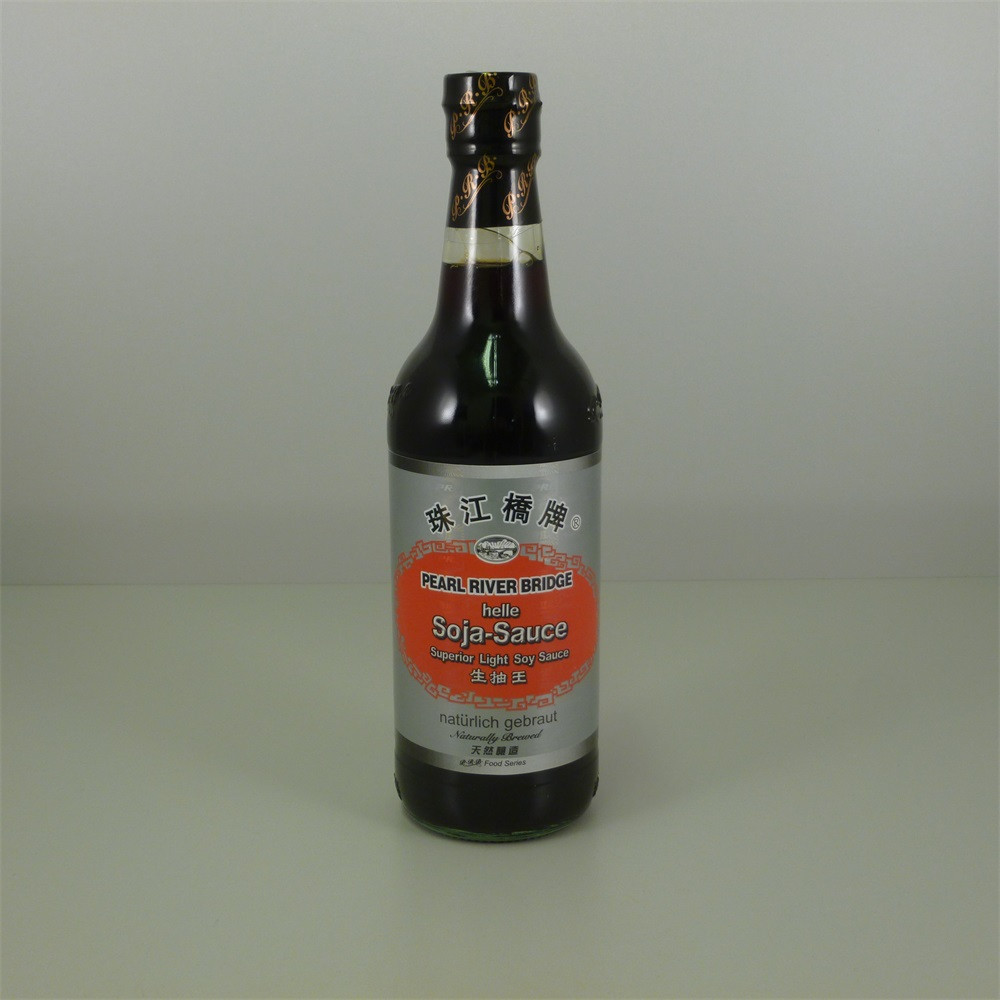 P.R.B
P.R.B
P.R.B
P.R.B
珠江橋牌®
PEARL RIVER BRIDGE
helle
Soja-Sauce
Superior Light Soy Sauce
生抽王
natürlich gebraut
Naturally Brewed
天然釀造
Food Series